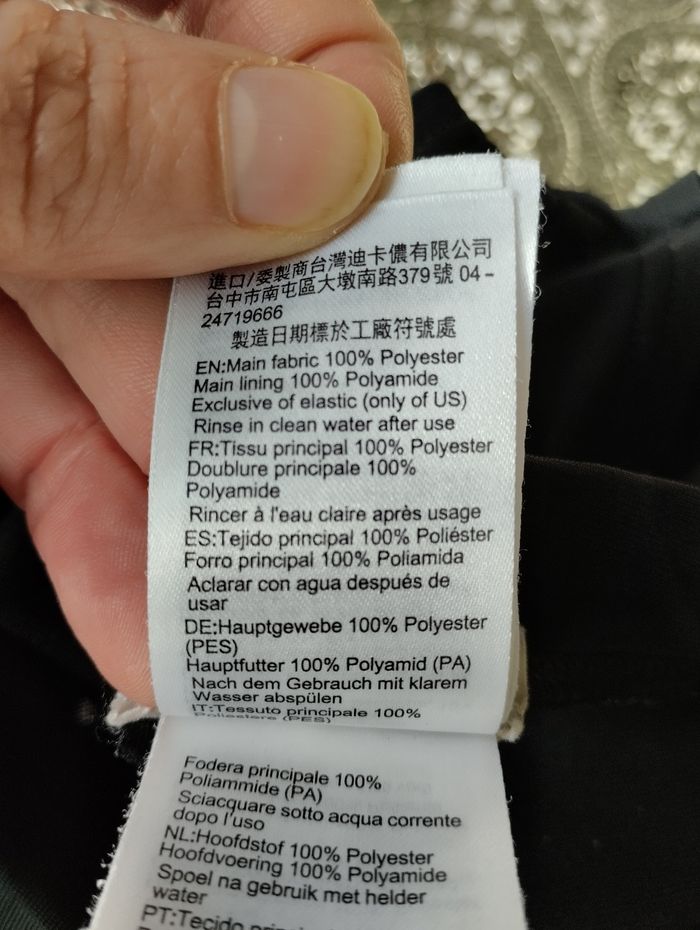 進口/委製商台灣迪卡儂有限公司
台中市南屯區大墩南路379號 04-
24719666
製造日期標於工廠符號處
EN:Main fabric 100% Polyester
Main lining 100% Polyamide
Exclusive of elastic (only of US)
Rinse in clean water after use
FR:Tissu principal 100% Polyester
Doublure principale 100%
Polyamide
Rincer à l'eau claire après usage
ES:Tejido principal 100% Poliéster
Forro principal 100% Poliamida
Aclarar con agua después de
usar
DE:Hauptgewebe 100% Polyester
(PES)
Hauptfutter 100% Polyamid (PA)
Nach dem Gebrauch mit klarem
Wasser abspülen
IT:Tessuto principale 100%
Poliestere (PES)
Fodera principale 100%
Poliammide (PA)
Sciacquare sotto acqua corrente
dopo l'uso
NL:Hoofdstof 100% Polyester
Hoofdvoering 100% Polyamide
Spoel na gebruik met helder
water
PT:Tecido